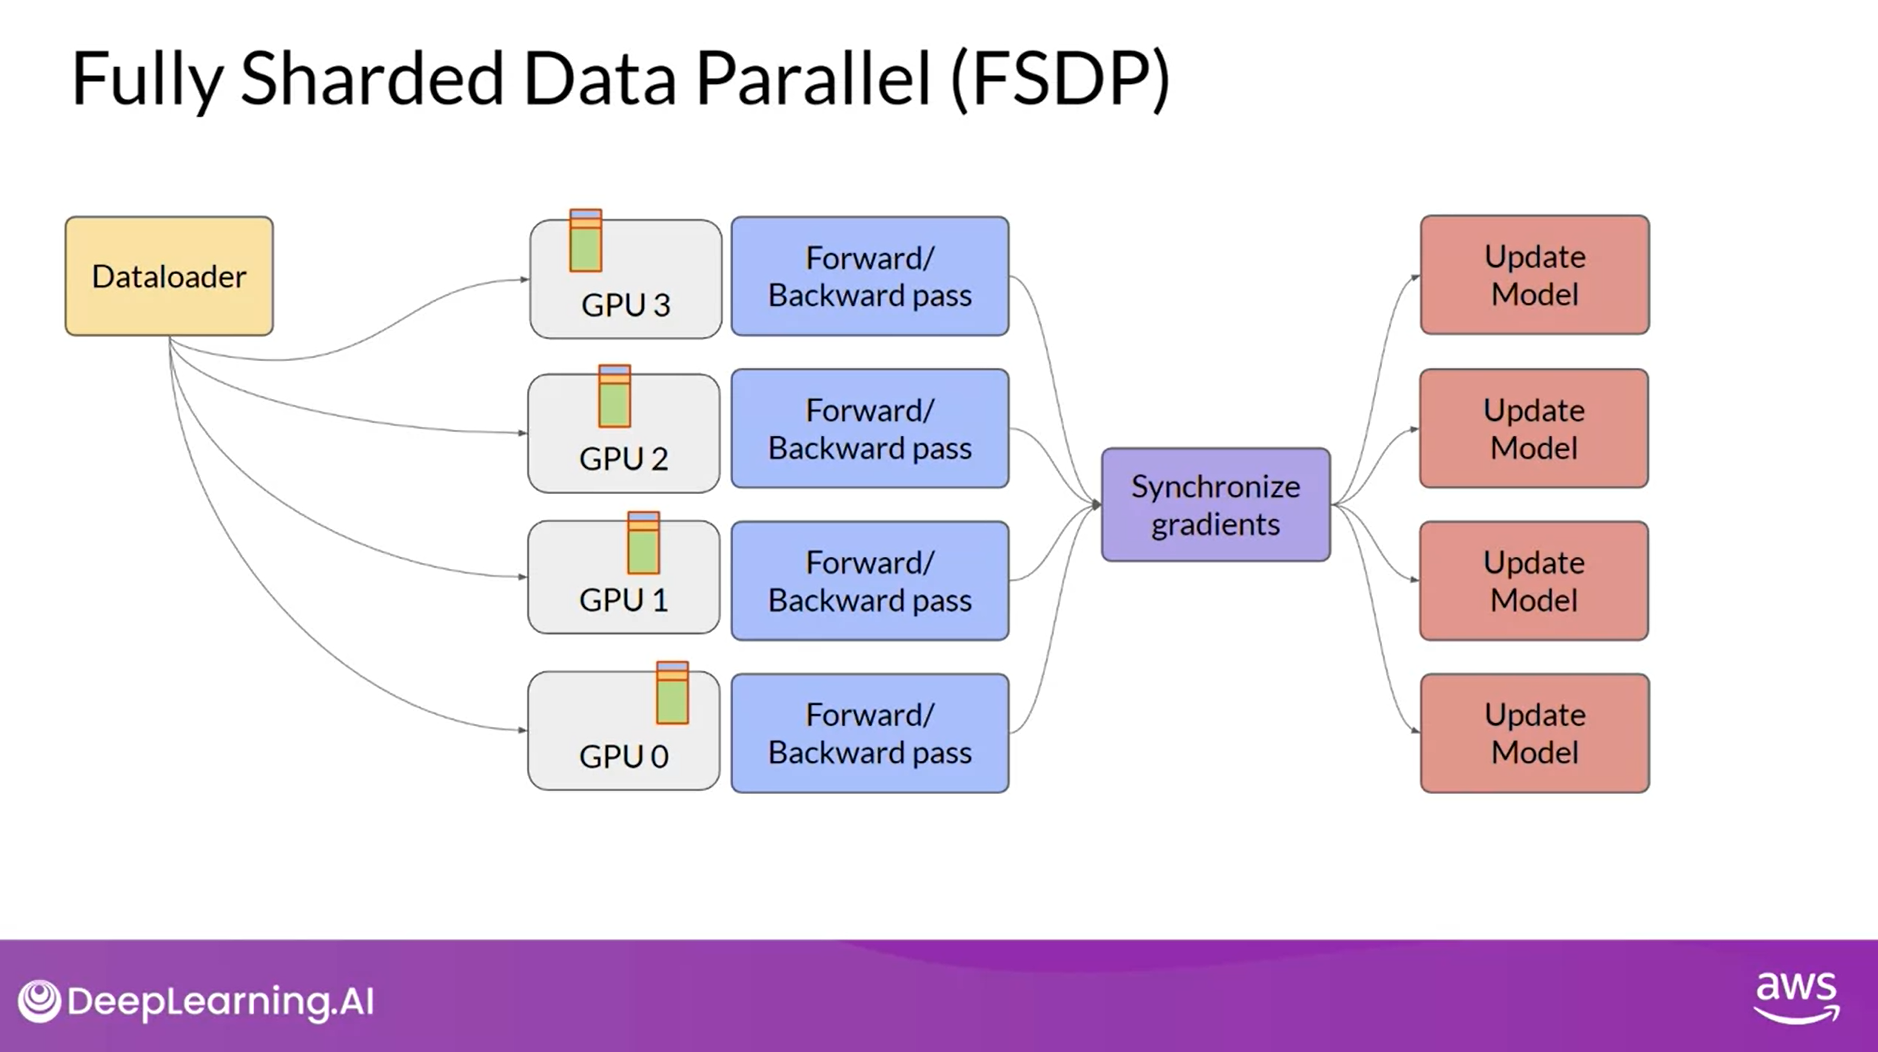 Fully Sharded Data Parallel (FSDP)
Dataloader
GPU 3
Forward/
Backward pass
Update
Model
GPU 2
Forward/
Backward pass
Update
Model
Synchronize
gradients
GPU 1
Forward/
Backward pass
Update
Model
GPU 0
Forward/
Backward pass
Update
Model
DeepLearning.AI
aws